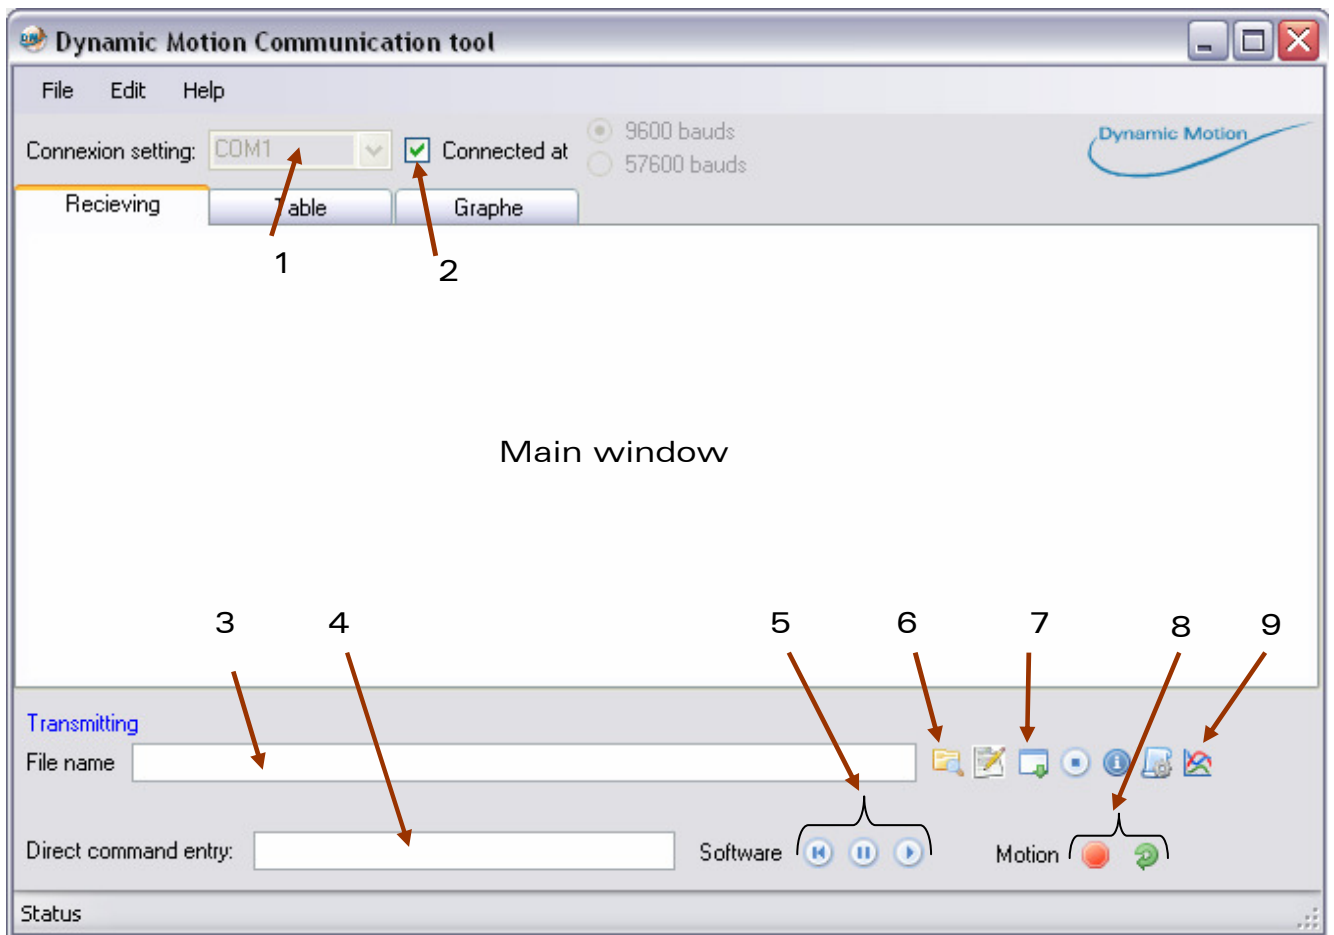 Dynamic Motion Communication tool
File Edit Help
Connexion setting: COM1 Connected at
9600 bauds
57600 bauds
Dynamic Motion
Recieving Table Graphe
1 2
Main window
3 4 5 6 7 8 9
Transmitting
File name
Direct command entry: Software Motion
Status